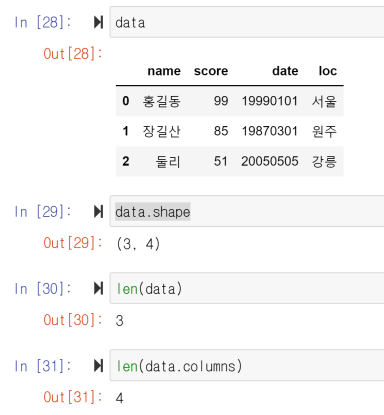 In [28]: data
Out[28]:
name score date loc
0 홍길동 99 19990101 서울
1 장길산 85 19870301 원주
2 둘리 51 20050505 강릉
In [29]: data.shape
Out[29]: (3, 4)
In [30]: len(data)
Out[30]: 3
In [31]: len(data.columns)
Out[31]: 4